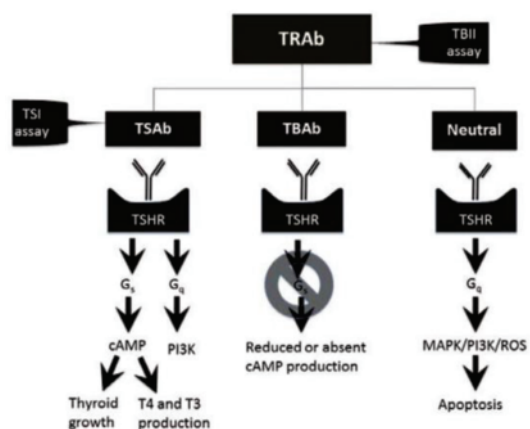 TRAb
TBII
assay
TSI
assay
TSAb
TBAb
Neutral
TSHR
TSHR
TSHR
Gs
Gq
Gs
Gq
cAMP
PI3K
Reduced or absent
cAMP production
MAPK/PI3K/ROS
Thyroid
growth
T4 and T3
production
Apoptosis